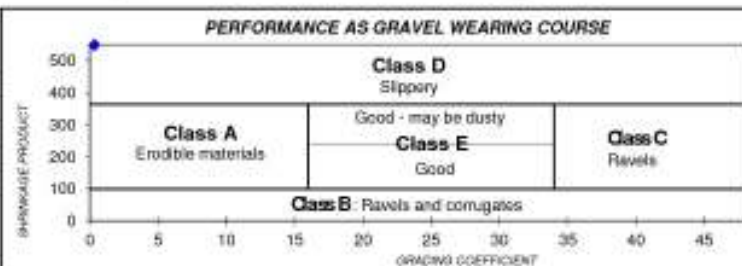 PERFORMANCE AS GRAVEL WEARING COURSE
SHRINKAGE PRODUCT
500
400
300
200
100
0
Class D
Slippery
Class A
Erodible materials
Good - may be dusty
Class E
Good
Class C
Ravels
Class B: Ravels and corrugates
0 5 10 15 20 25 30 35 40 45
GRADING COEFFICIENT